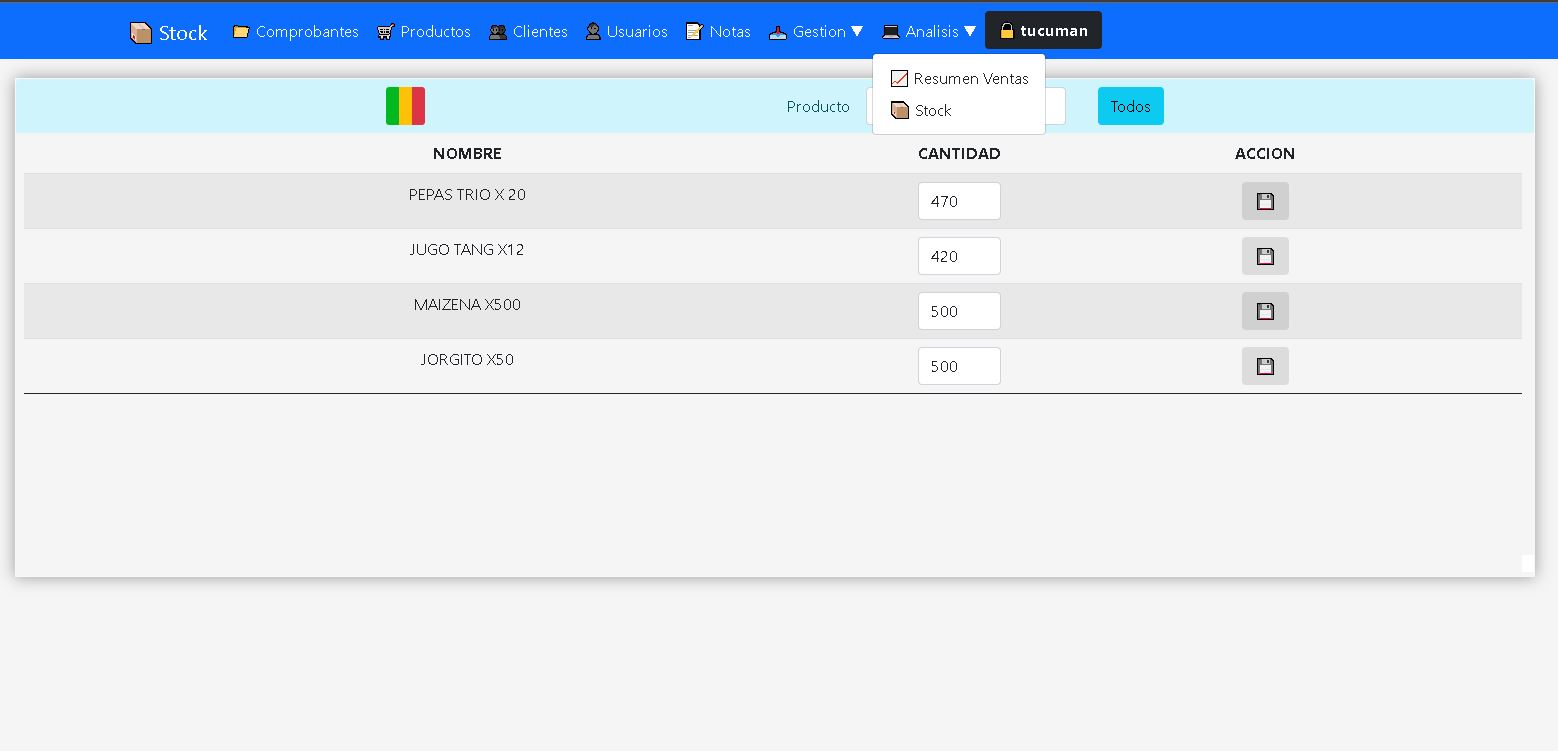 Stock Comprobantes Productos Clientes Usuarios Notas Gestion ▼ Analisis ▼ tucuman
Resumen Ventas
Stock
Producto Todos
NOMBRE CANTIDAD ACCION
PEPAS TRIO X 20 470
JUGO TANG X12 420
MAIZENA X500 500
JORGITO X50 500